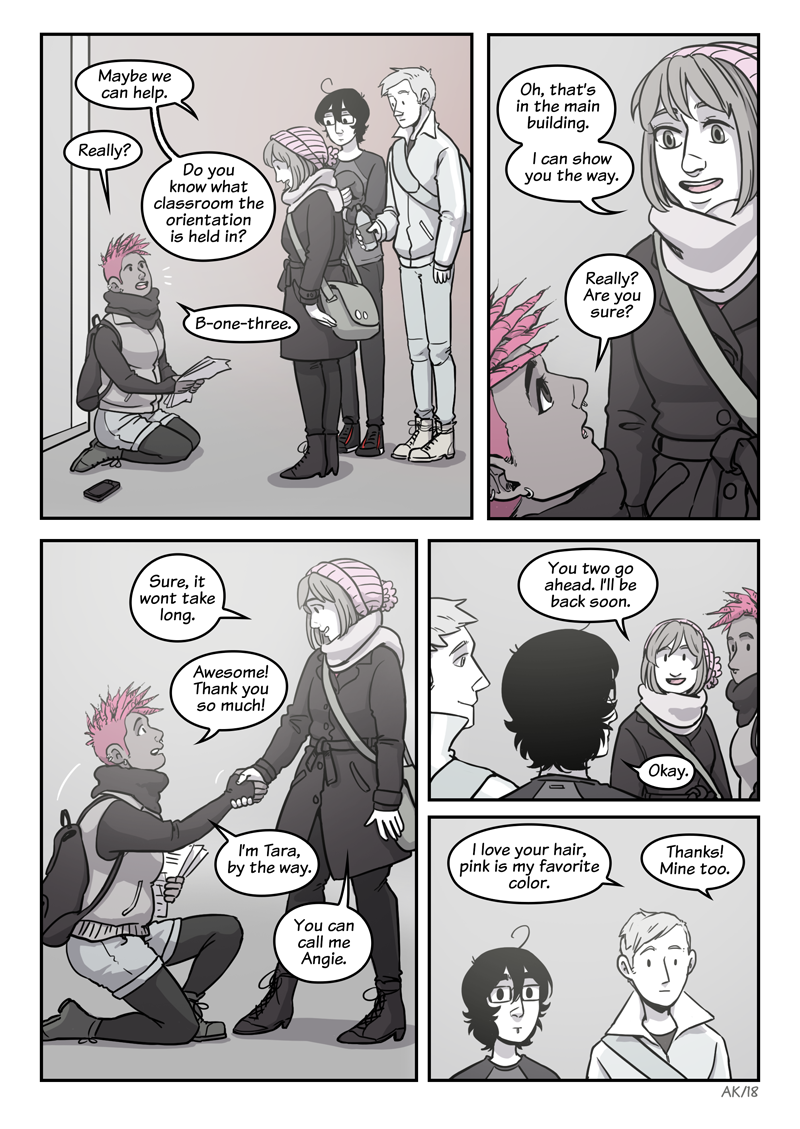 Maybe we
can help.
Really?
Do you
know what
classroom the
orientation
is held in?
B-one-three.
Oh, that's
in the main
building.
I can show
you the way.
Really?
Are you
sure?
Sure, it
wont take
long.
Awesome!
Thank you
so much!
I'm Tara,
by the way.
You can
call me
Angie.
You two go
ahead. I'll be
back soon.
Okay.
I love your hair,
pink is my favorite
color.
Thanks!
Mine too.
AK/18